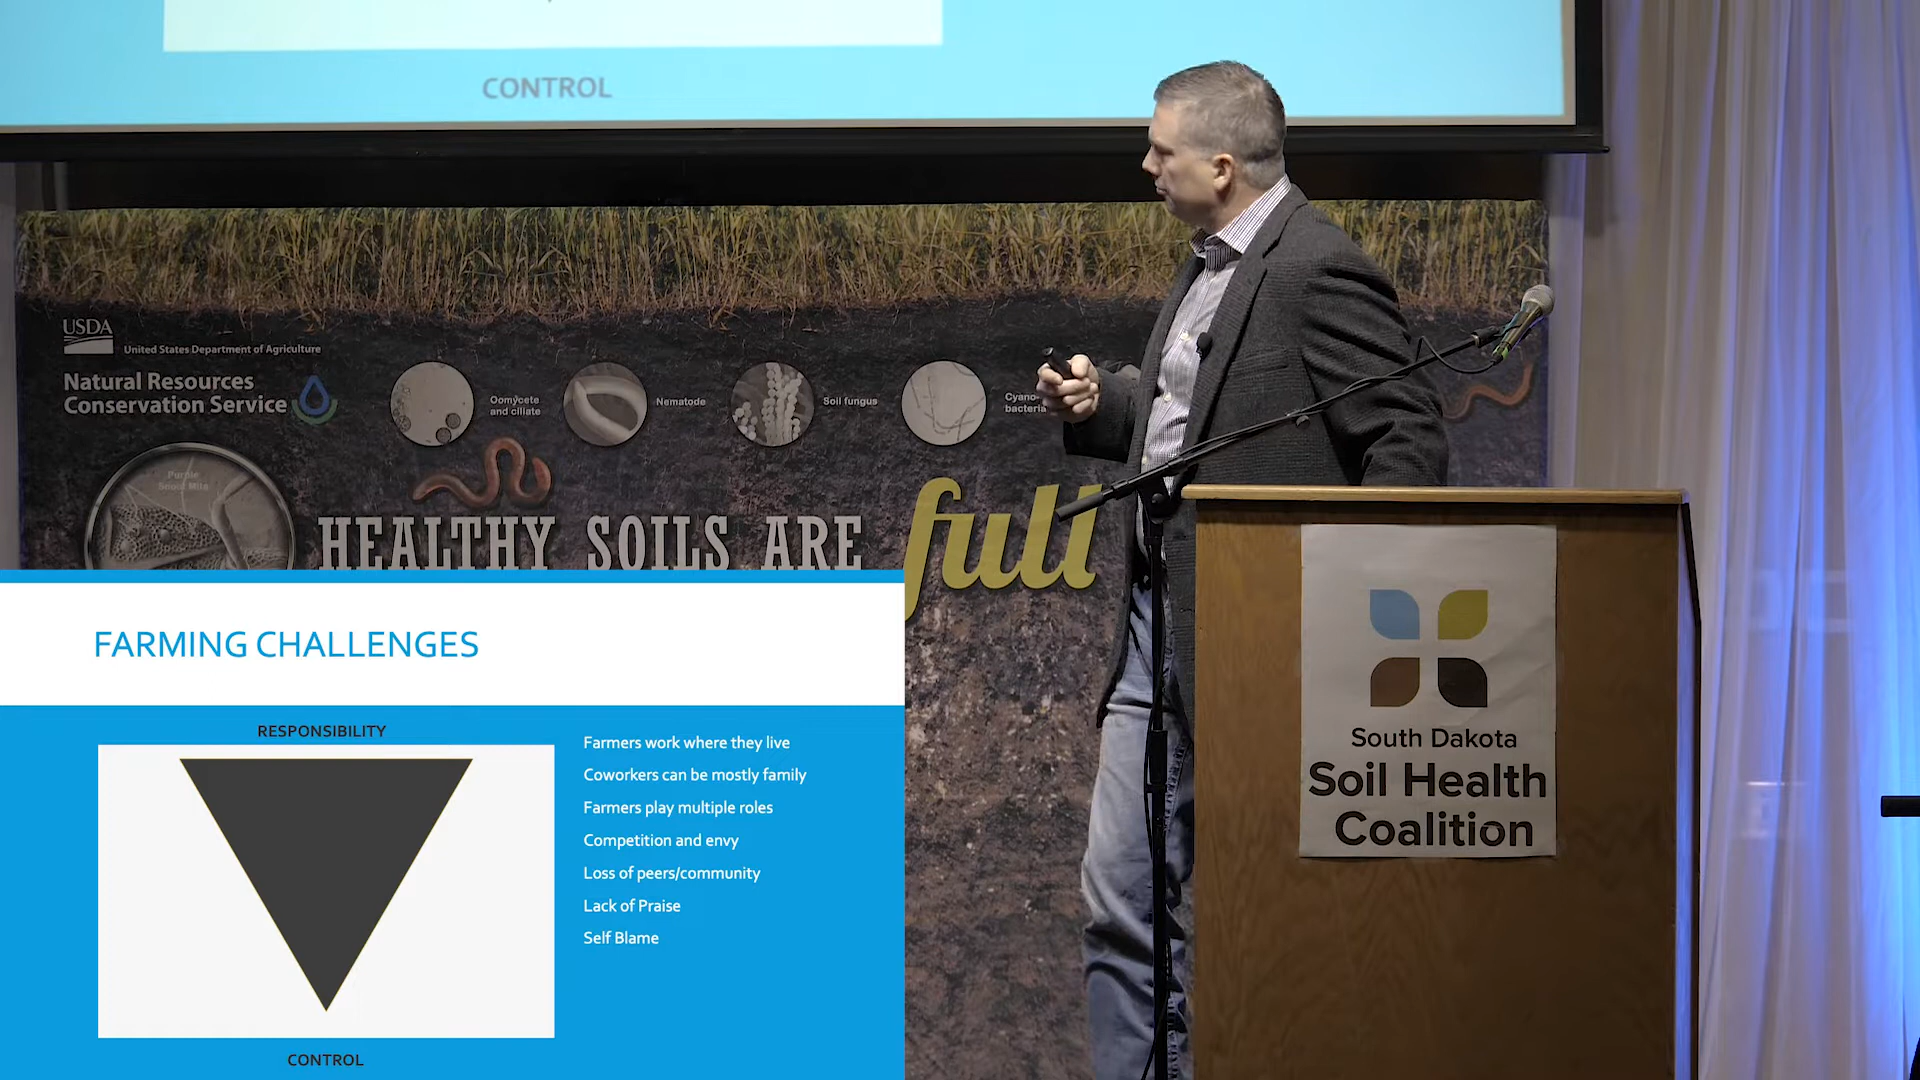 CONTROL
USDA
United States Department of Agriculture
Natural Resources
Conservation Service
Oomycete
and ciliate
Nematode
Soil fungus
Cyano-
bacteria
Purple
Snout Mite
HEALTHY SOILS ARE full
FARMING CHALLENGES
RESPONSIBILITY
CONTROL
Farmers work where they live
Coworkers can be mostly family
Farmers play multiple roles
Competition and envy
Loss of peers/community
Lack of Praise
Self Blame
South Dakota
Soil Health
Coalition